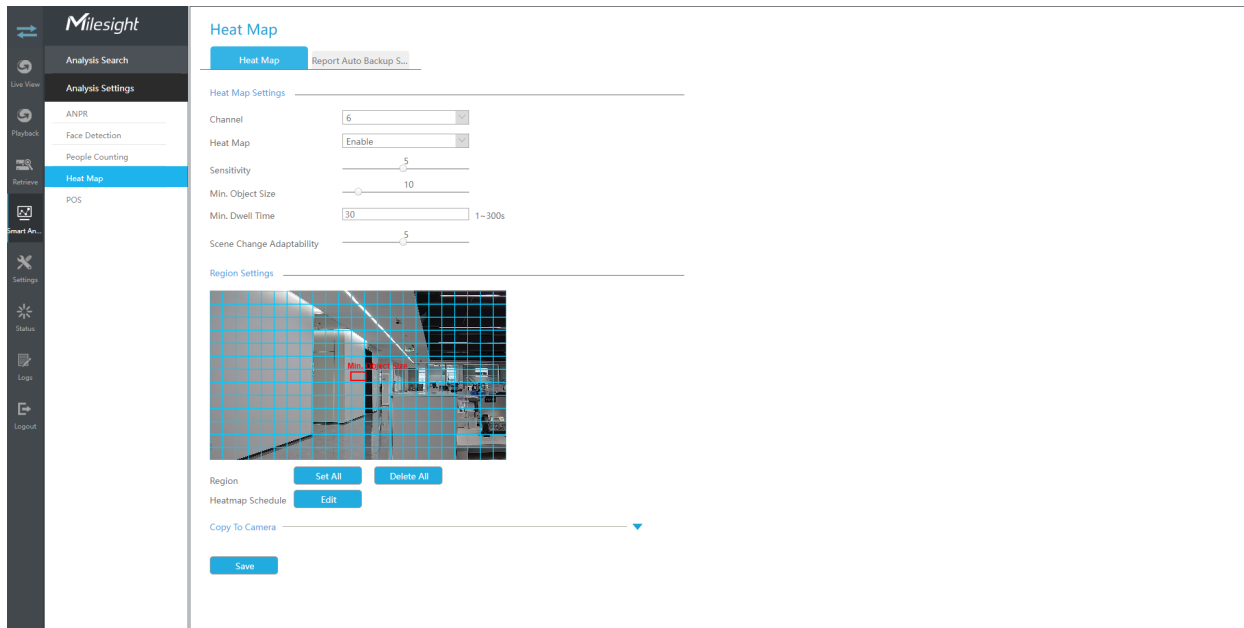 Milesight
Analysis Search
Analysis Settings
ANPR
Face Detection
People Counting
Heat Map
POS
Live View
Playback
Retrieve
Smart An...
Settings
Status
Logs
Logout
Heat Map
Heat Map
Report Auto Backup S...
Heat Map Settings
Channel 6
Heat Map Enable
Sensitivity 5
Min. Object Size 10
Min. Dwell Time 30 1~300s
Scene Change Adaptability 5
Region Settings
Min. Object Size
Region Set All Delete All
Heatmap Schedule Edit
Copy To Camera
Save